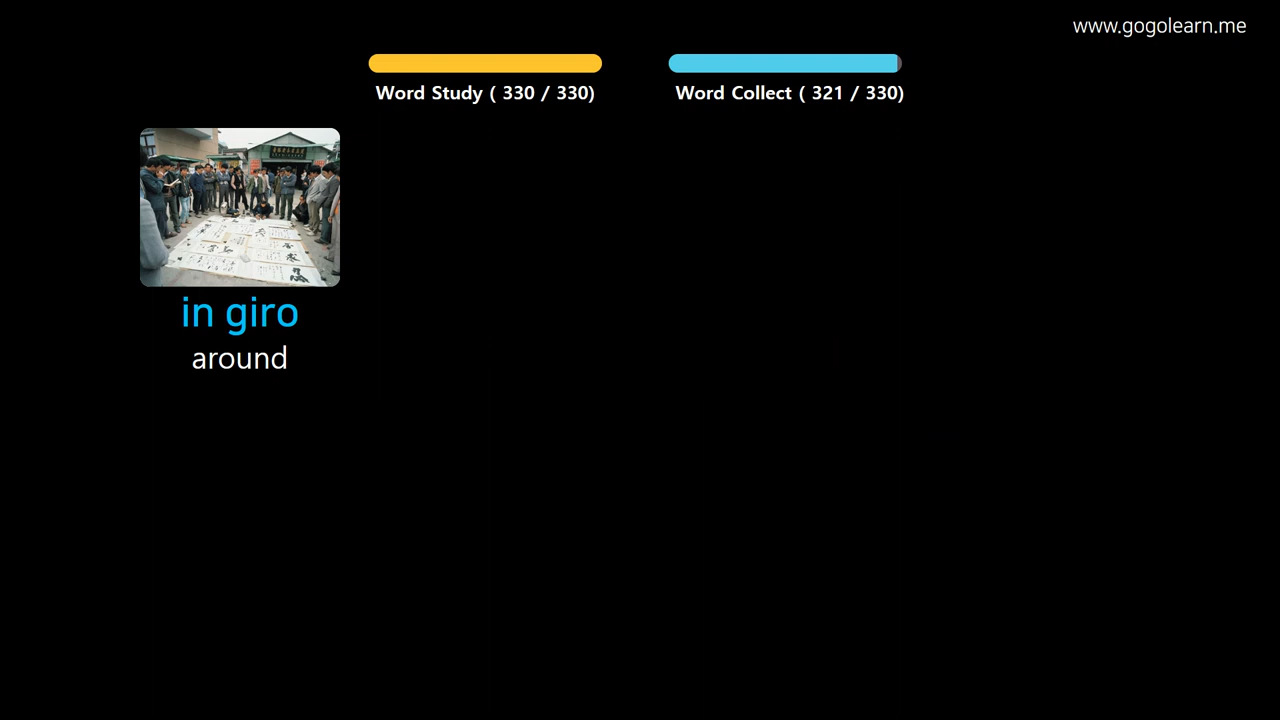 www.gogolearn.me
Word Study ( 330 / 330)
Word Collect ( 321 / 330)
in giro
around